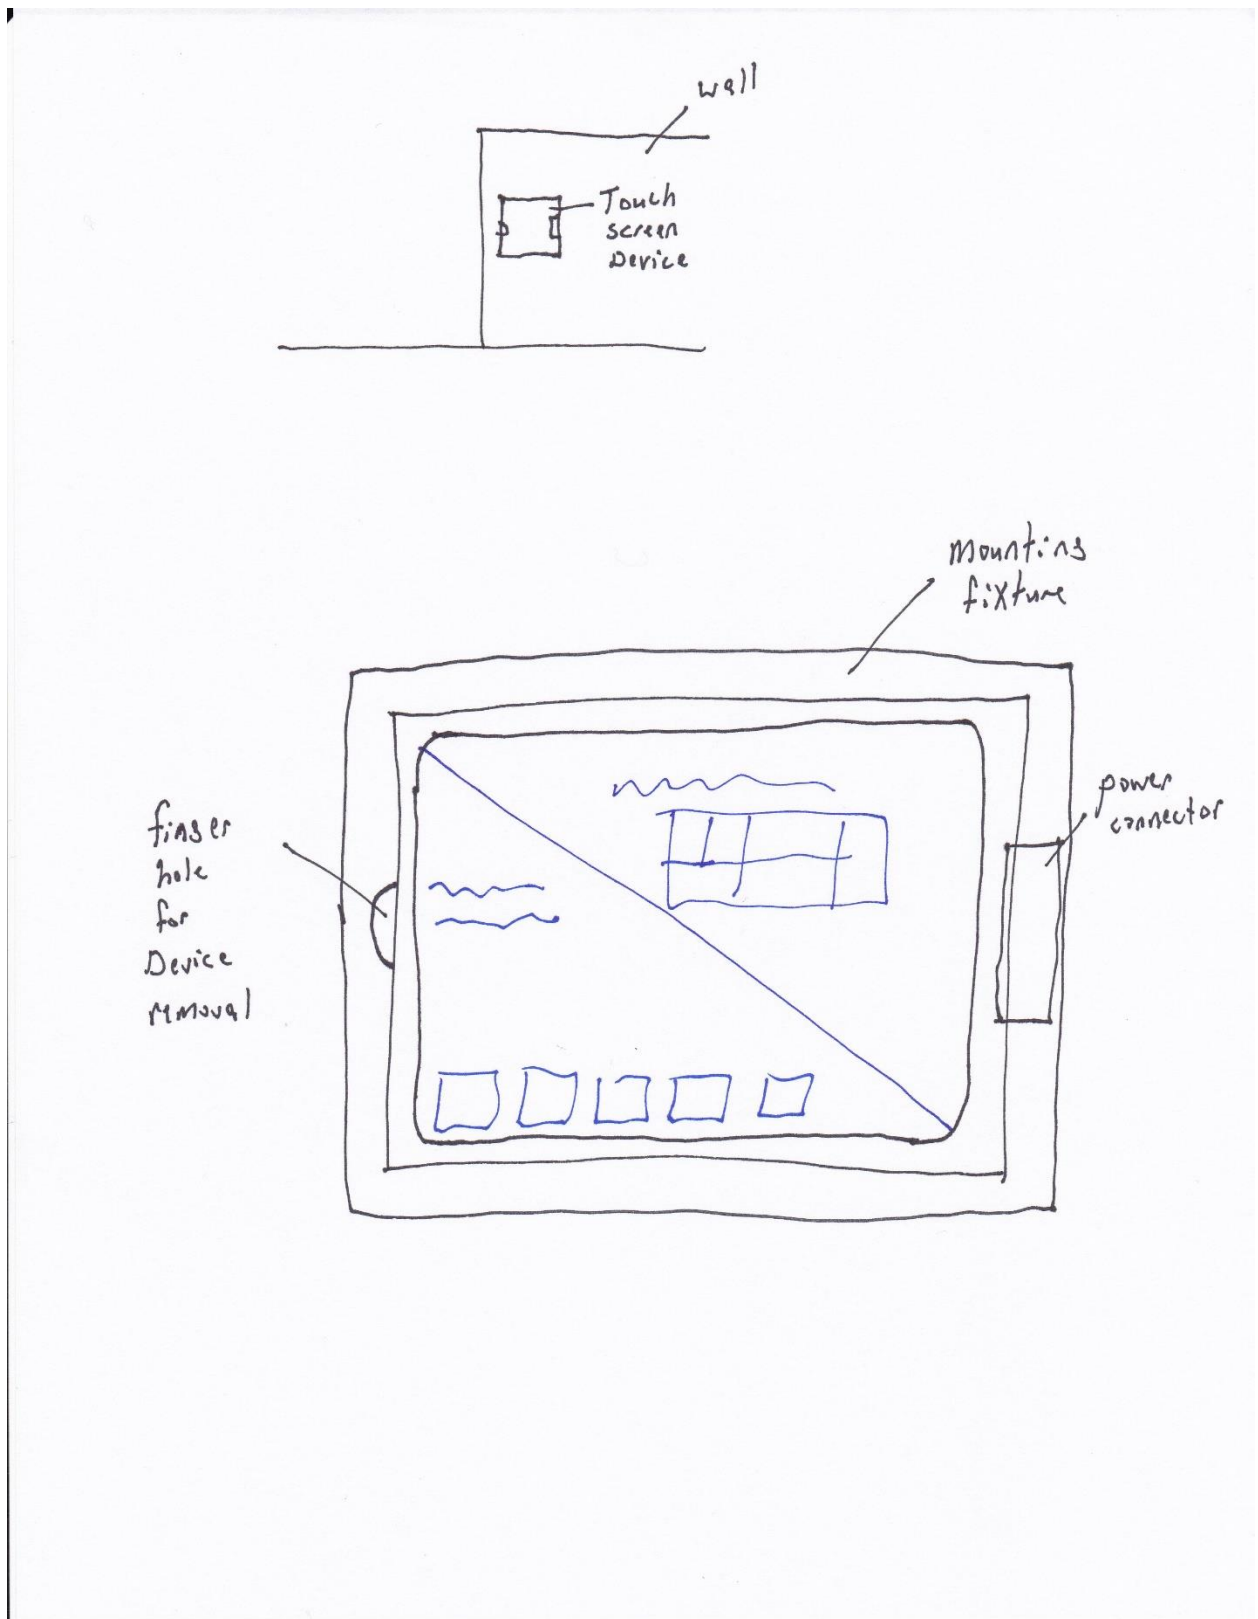 wall
Touch
screen
Device
mounting
fixture
power
connector
finger
hole
for
Device
removal